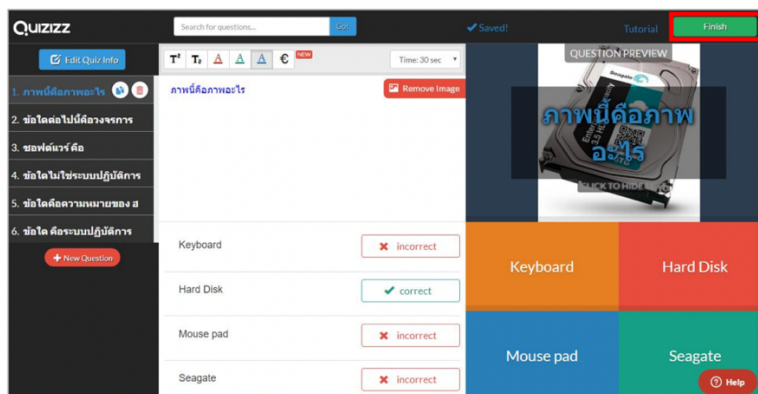 QUIZIZZ
Search for questions...
Go!
Saved!
Tutorial
Finish
Edit Quiz Info
NEW
Time: 30 sec
QUESTION PREVIEW
1. ภาพนี้คือภาพอะไร
2. ข้อใดต่อไปนี้คือวงจรการ
3. ซอฟต์แวร์ คือ
4. ข้อใดไม่ใช่ระบบปฏิบัติการ
5. ข้อใดคือความหมายของ ฮ
6. ข้อใด คือระบบปฏิบัติการ
New Question
ภาพนี้คือภาพอะไร
Remove Image
Seagate
ภาพนี้คือภาพ
อะไร
CLICK TO HIDE
Keyboard
incorrect
Hard Disk
correct
Mouse pad
incorrect
Seagate
incorrect
Keyboard
Hard Disk
Mouse pad
Seagate
Help